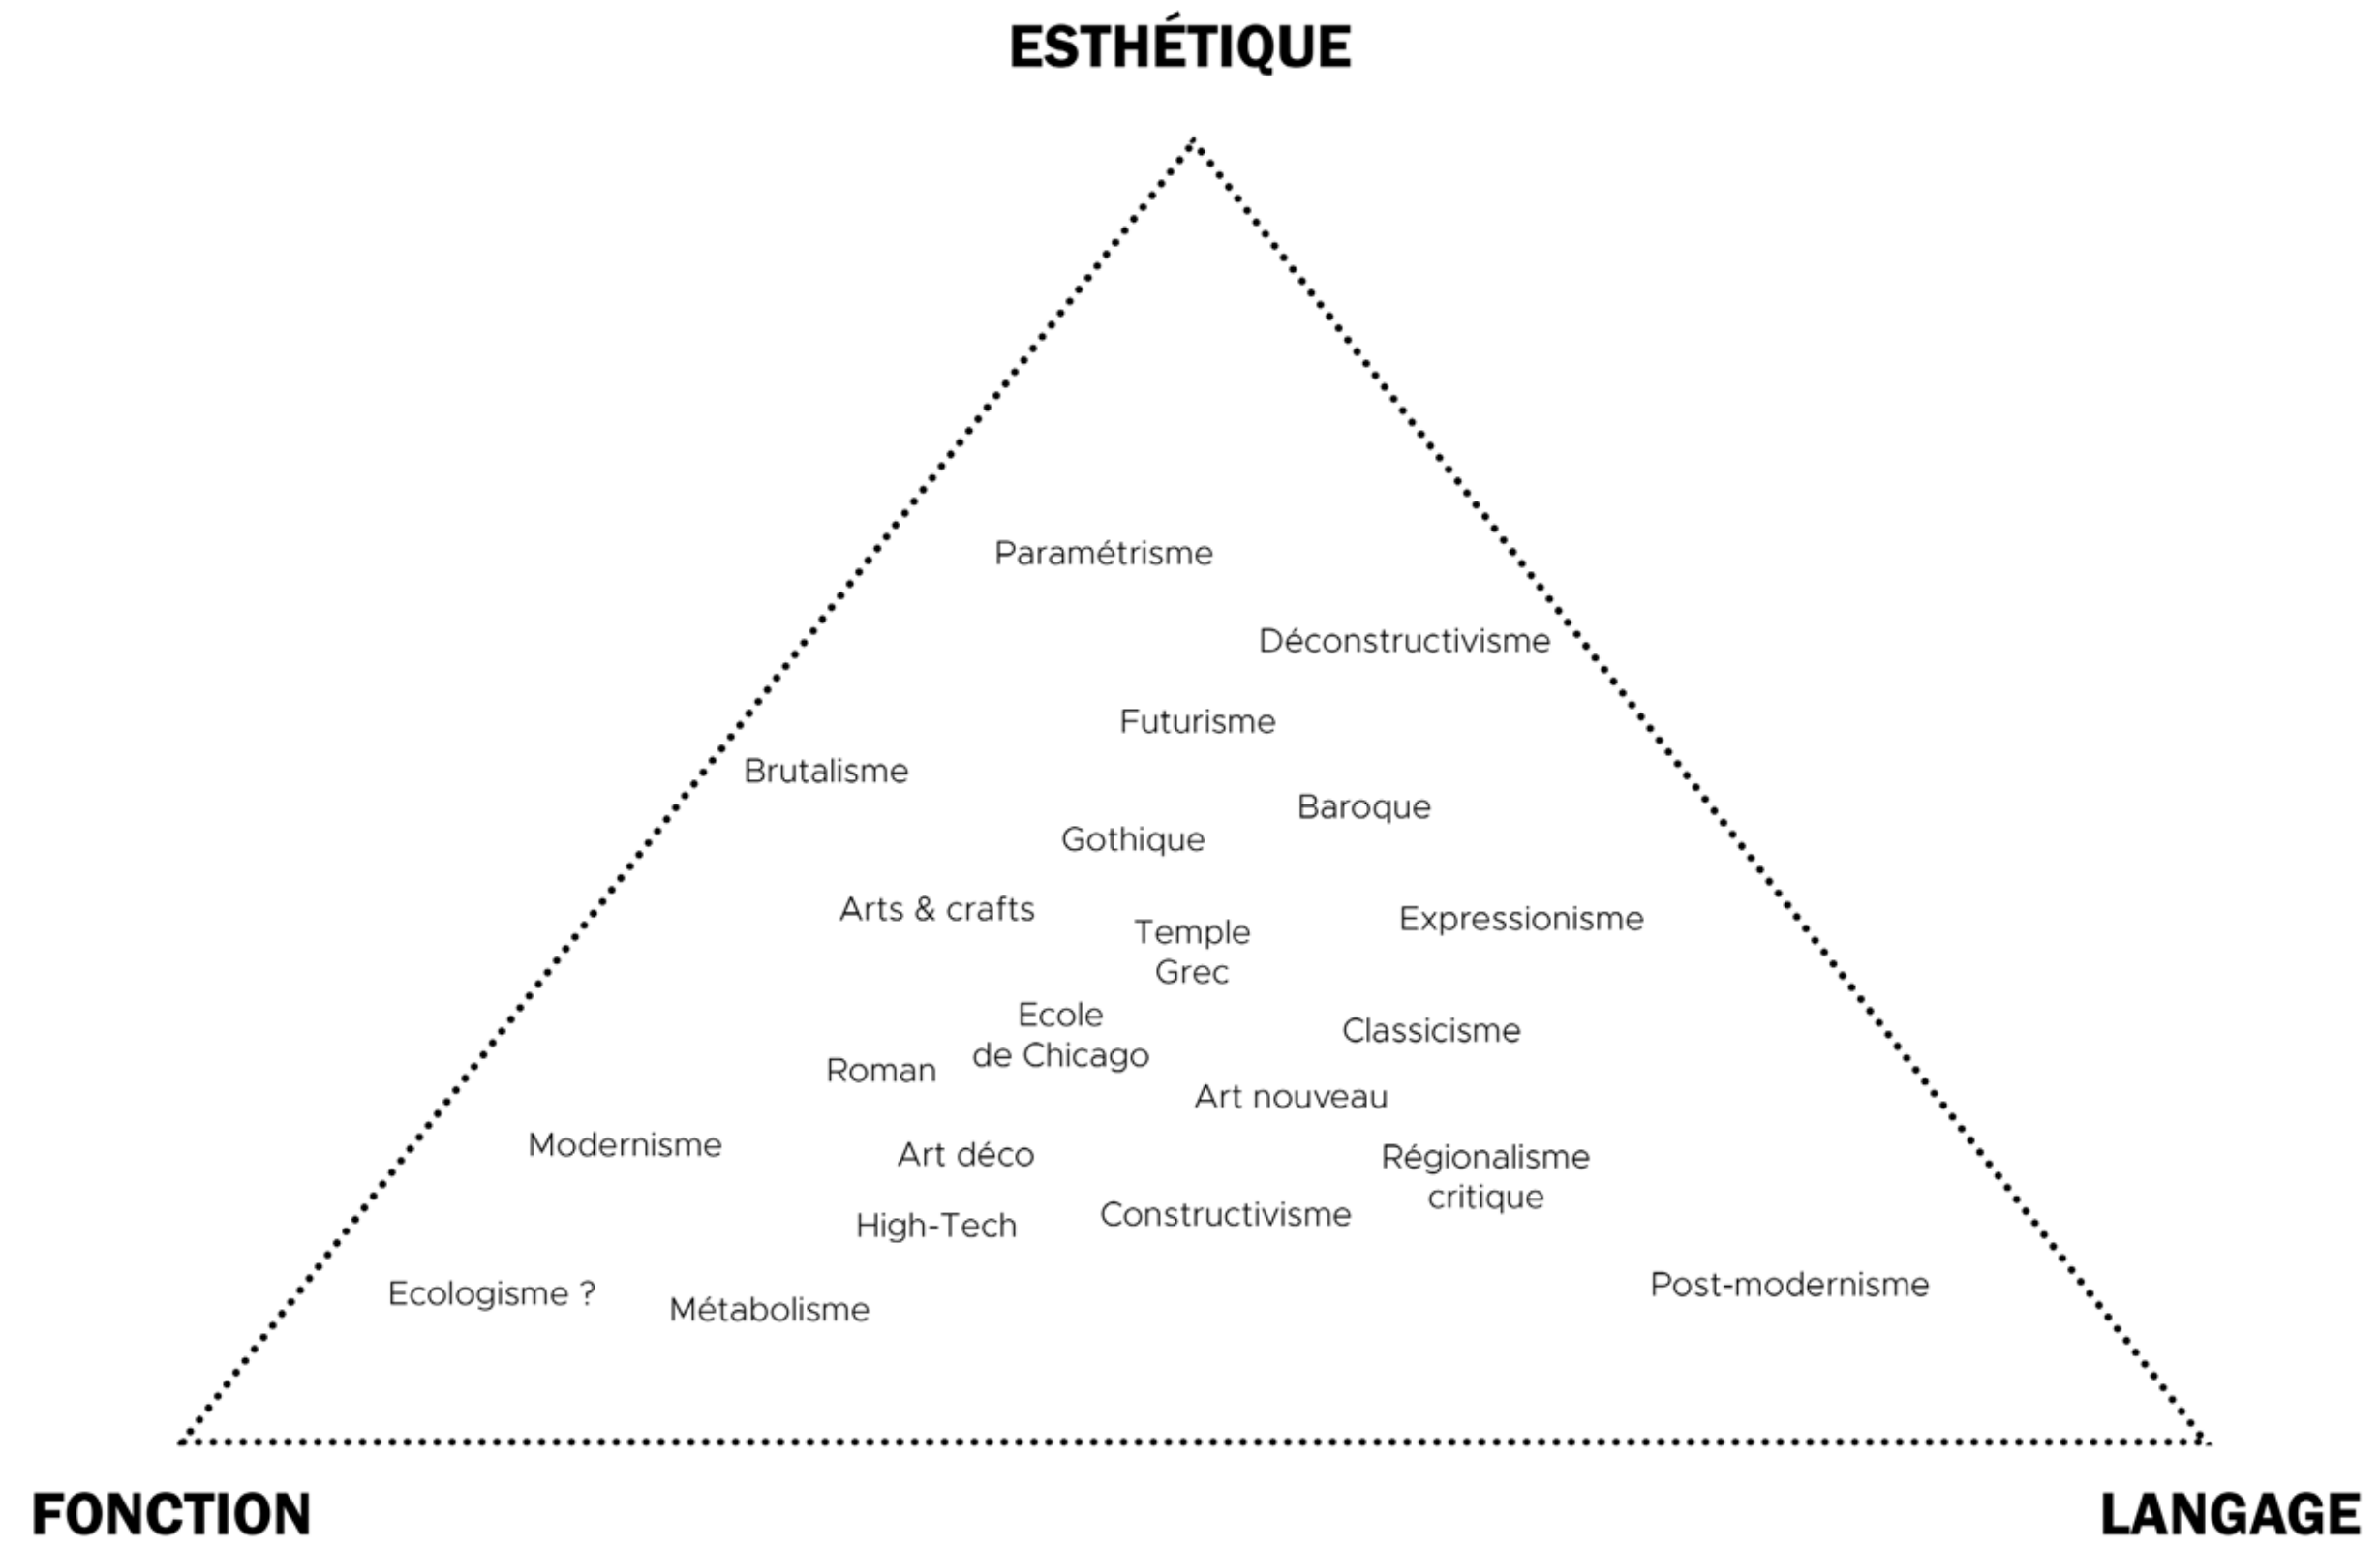 ESTHÉTIQUE
Paramétrisme
Déconstructivisme
Futurisme
Brutalisme
Baroque
Gothique
Arts & crafts
Expressionisme
Temple
Grec
Ecole
de Chicago
Classicisme
Roman
Art nouveau
Modernisme
Art déco
Régionalisme
critique
High-Tech
Constructivisme
Ecologisme ?
Métabolisme
Post-modernisme
FONCTION
LANGAGE